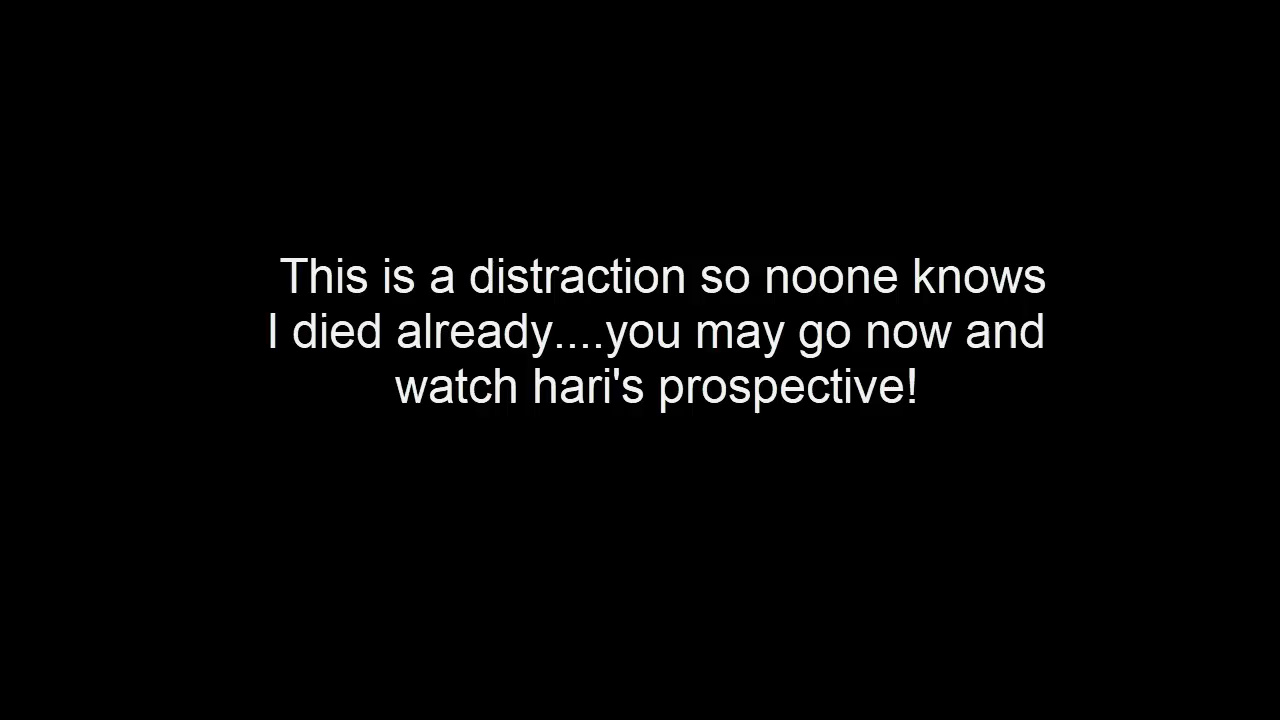 This is a distraction so noone knows
I died already....you may go now and
watch hari's prospective!